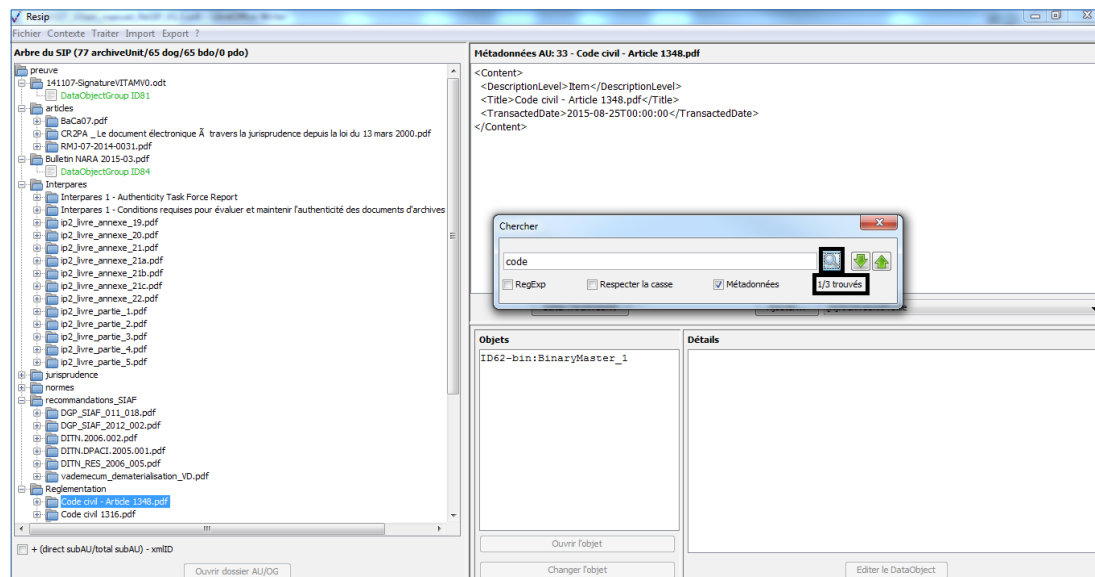 Resip
Fichier Contexte Traiter Import Export ?
Arbre du SIP (77 archiveUnit/65 dog/65 bdo/0 pdo)
preuve
141107-SignatureVITAMV0.odt
DataObjectGroup ID81
articles
BaCa07.pdf
CR2PA _ Le document électronique Ã travers la jurisprudence depuis la loi du 13 mars 2000.pdf
RMJ-07-2014-0031.pdf
Bulletin NARA 2015-03.pdf
DataObjectGroup ID84
Interpares
Interpares 1 - Authenticity Task Force Report
Interpares 1 - Conditions requises pour évaluer et maintenir l'authenticité des documents d'archives
ip2_livre_annexe_19.pdf
ip2_livre_annexe_20.pdf
ip2_livre_annexe_21.pdf
ip2_livre_annexe_21a.pdf
ip2_livre_annexe_21b.pdf
ip2_livre_annexe_21c.pdf
ip2_livre_annexe_22.pdf
ip2_livre_partie_1.pdf
ip2_livre_partie_2.pdf
ip2_livre_partie_3.pdf
ip2_livre_partie_4.pdf
ip2_livre_partie_5.pdf
jurisprudence
normes
recommandations_SIAF
DGP_SIAF_011_018.pdf
DGP_SIAF_2012_002.pdf
DITN.2006.002.pdf
DITN.DPACI.2005.001.pdf
DITN_RES_2006_005.pdf
vademecum_dematerialisation_VD.pdf
Reglementation
Code civil - Article 1348.pdf
Code civil 1316.pdf
+ (direct subAU/total subAU) - xmlID
Ouvrir dossier AU/OG
Métadonnées AU: 33 - Code civil - Article 1348.pdf
<Content>
<DescriptionLevel>Item</DescriptionLevel>
<Title>Code civil - Article 1348.pdf</Title>
<TransactedDate>2015-08-25T00:00:00</TransactedDate>
</Content>
Chercher
code
RegExp Respecter la casse Métadonnées 1/3 trouvés
Objets
ID62-bin:BinaryMaster_1
Ouvrir l'objet
Changer l'objet
Détails
Editer le DataObject